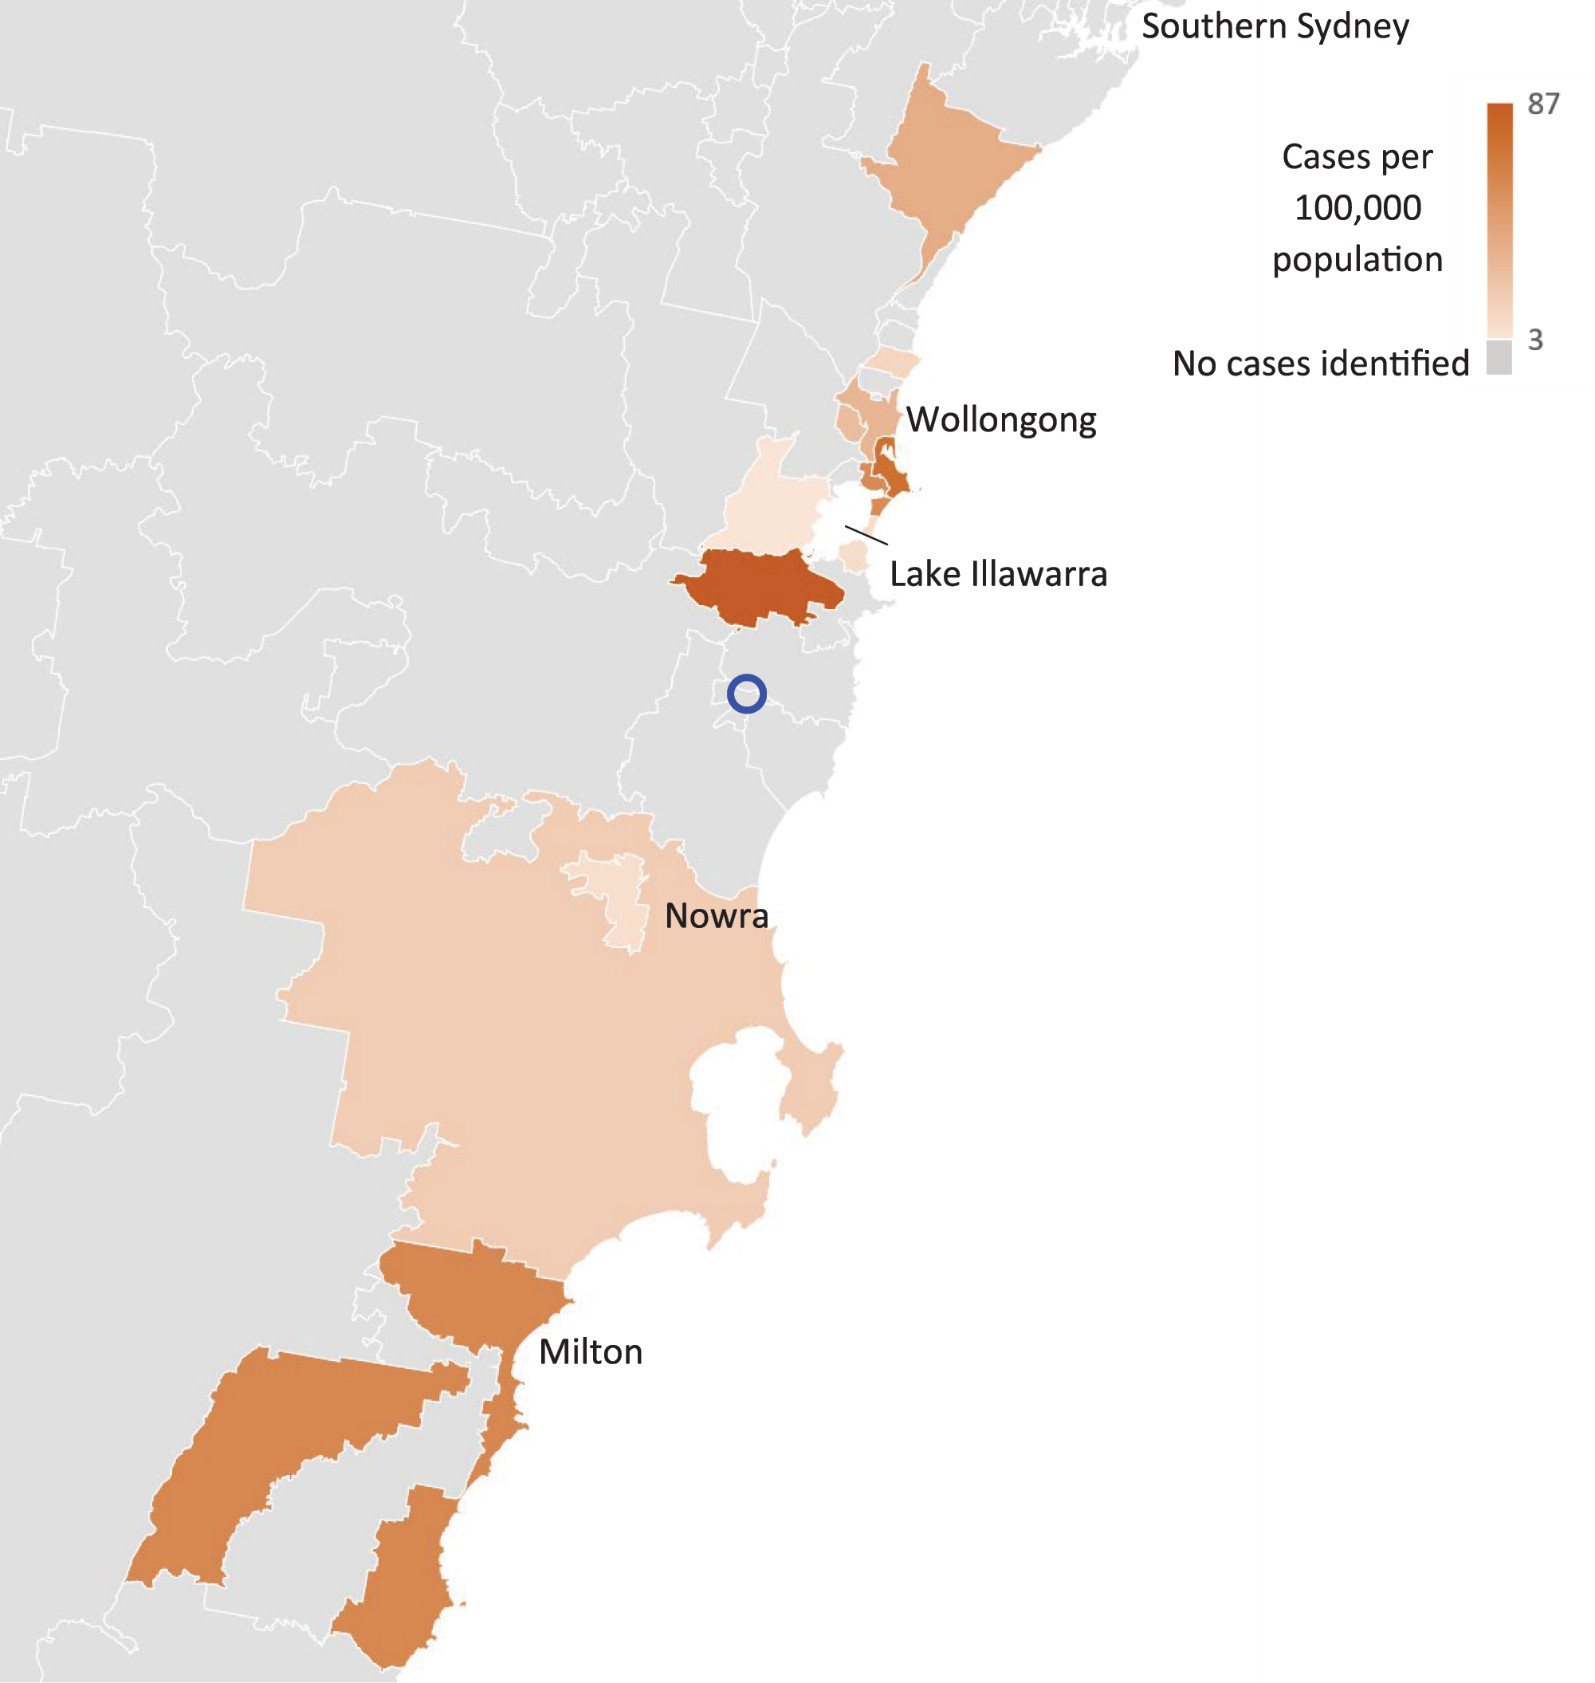 Southern Sydney
87
Cases per
100,000
population
3
No cases identified
Wollongong
Lake Illawarra
Nowra
Milton